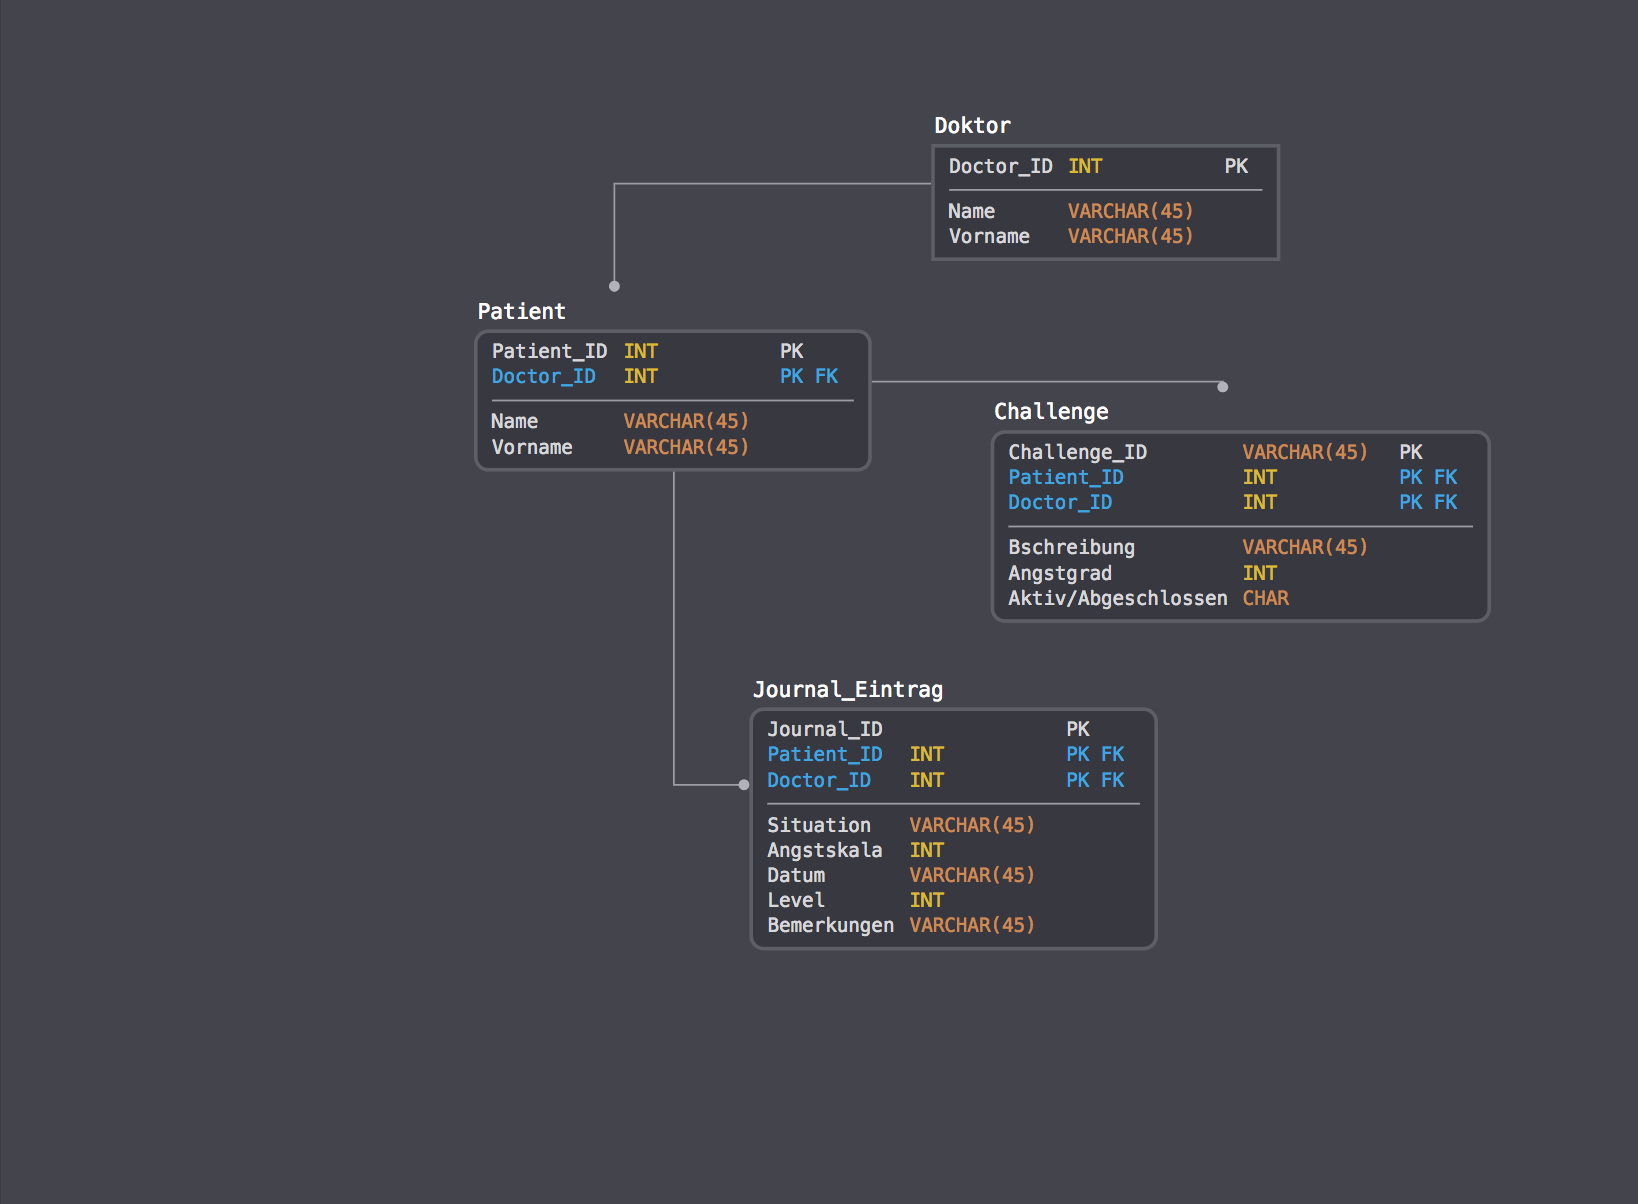 Doktor
Doctor_ID INT PK
Name VARCHAR(45)
Vorname VARCHAR(45)
Patient
Patient_ID INT PK
Doctor_ID INT PK FK
Name VARCHAR(45)
Vorname VARCHAR(45)
Challenge
Challenge_ID VARCHAR(45) PK
Patient_ID INT PK FK
Doctor_ID INT PK FK
Bschreibung VARCHAR(45)
Angstgrad INT
Aktiv/Abgeschlossen CHAR
Journal_Eintrag
Journal_ID PK
Patient_ID INT PK FK
Doctor_ID INT PK FK
Situation VARCHAR(45)
Angstskala INT
Datum VARCHAR(45)
Level INT
Bemerkungen VARCHAR(45)